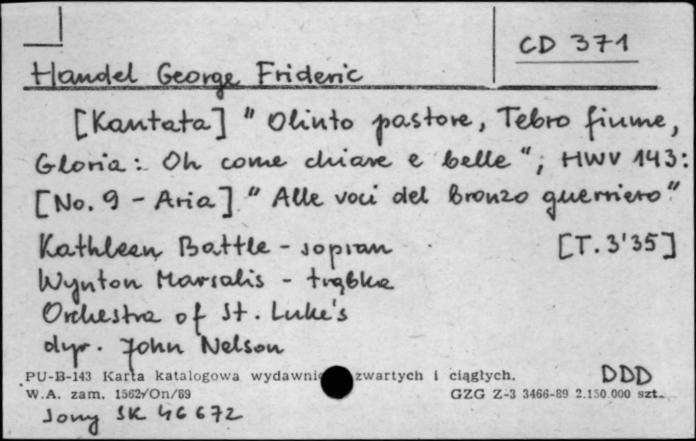 CD 371
Handel George Frideric
[Kantata] " Olinto pastore, Tebro fiume,
Gloria: Oh come chiare e belle"; HWV 143:
[No. 9 - Aria] " Alle voci del bronzo guerriero"
Kathleen Battle - sopran [T. 3'35]
Wynton Marsalis - trąbka
Orchestra of St. Luke's
dyr. John Nelson
PU-B-143 Karta katalogowa wydawnic zwartych i ciągłych. DDD
W.A. zam. 1562/On/89 GZG Z-3 3466-89 2.150.000 szt.
Sony SK 46 672